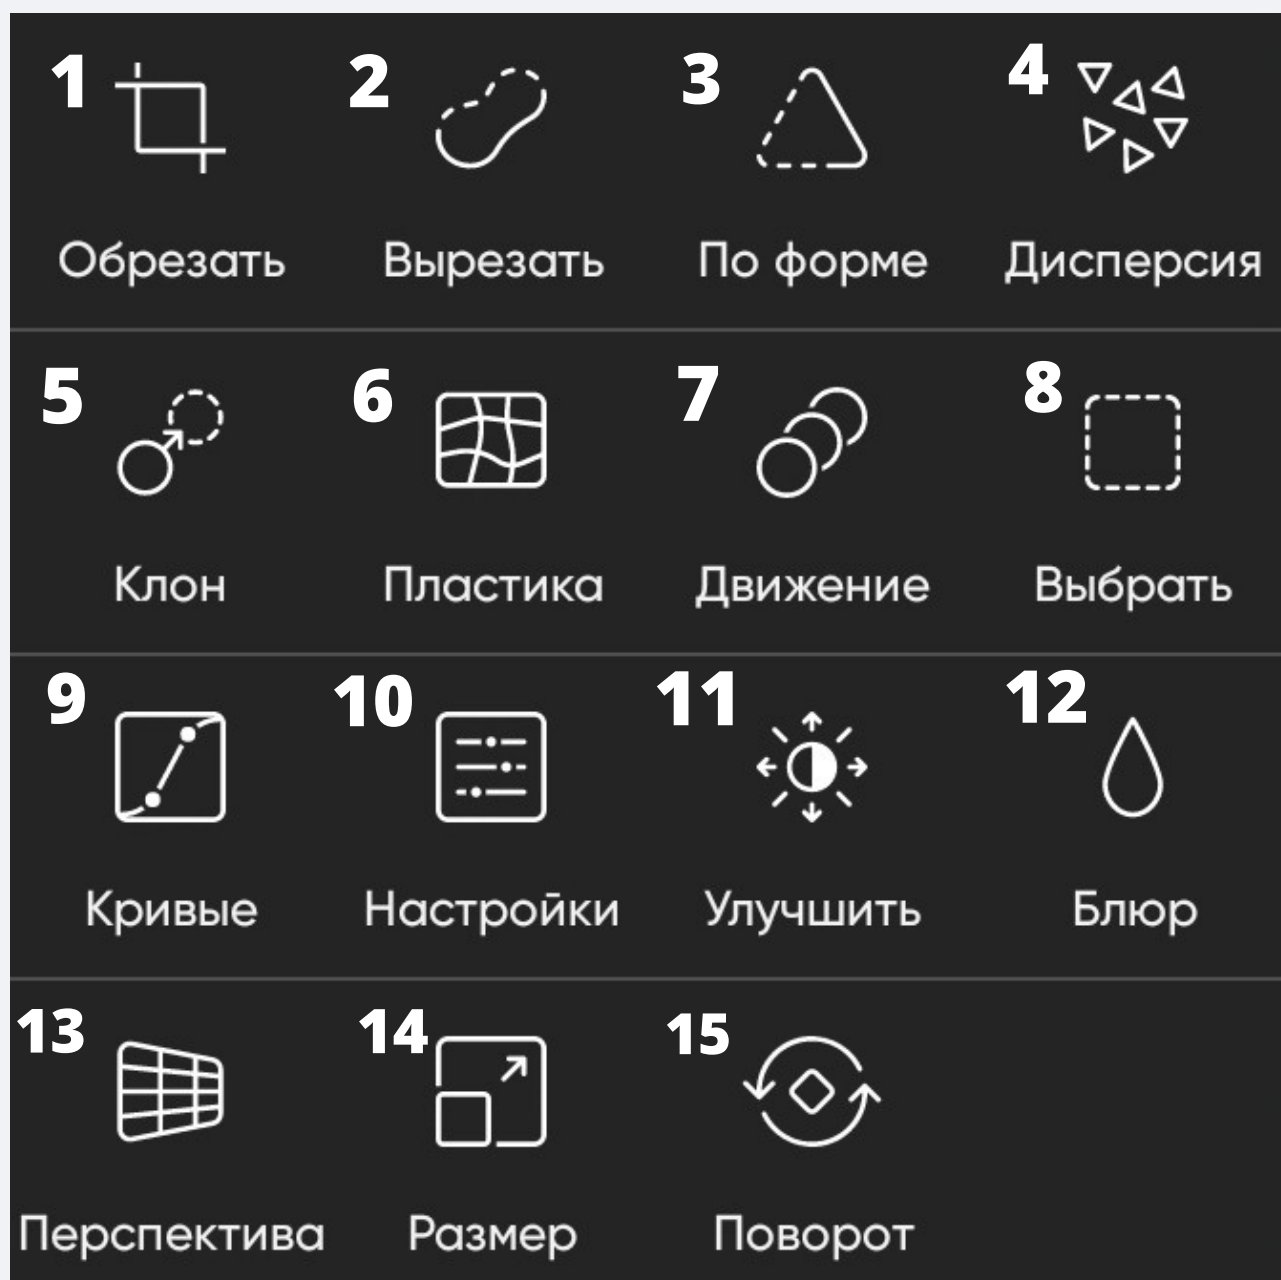 1 2 3 4
Обрезать Вырезать По форме Дисперсия
5 6 7 8
Клон Пластика Движение Выбрать
9 10 11 12
Кривые Настройки Улучшить Блюр
13 14 15
Перспектива Размер Поворот